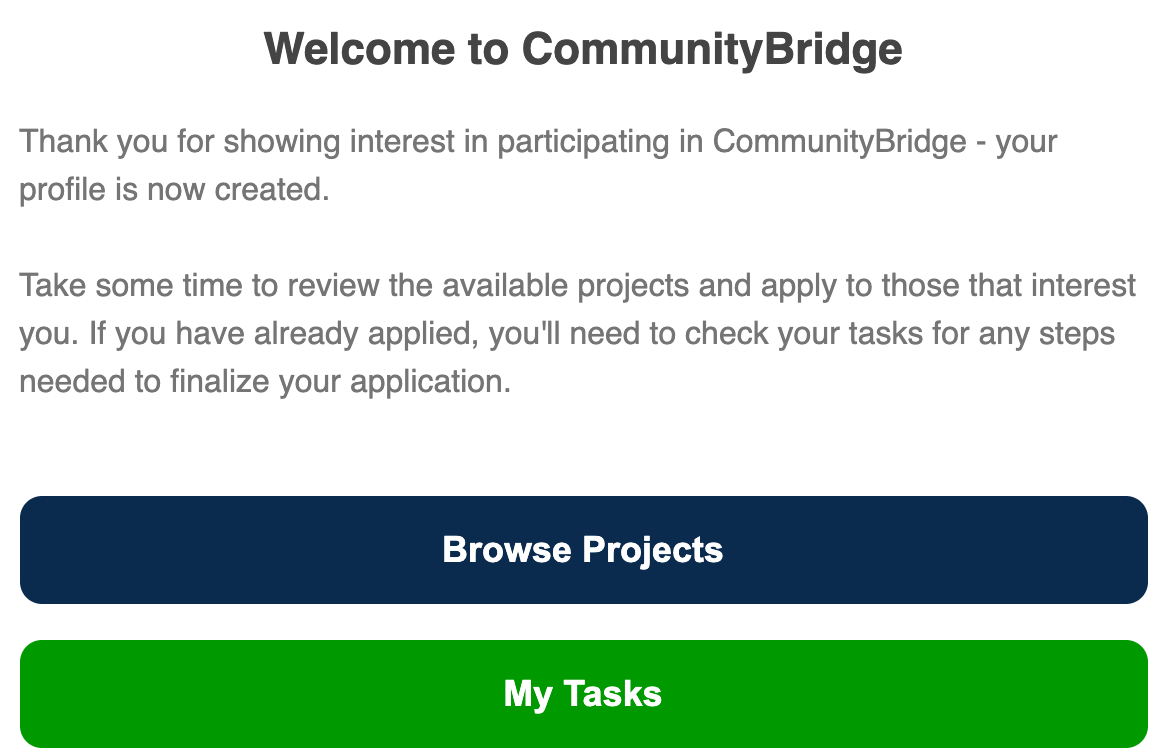 Welcome to CommunityBridge
Thank you for showing interest in participating in CommunityBridge - your
profile is now created.
Take some time to review the available projects and apply to those that interest
you. If you have already applied, you'll need to check your tasks for any steps
needed to finalize your application.
Browse Projects
My Tasks